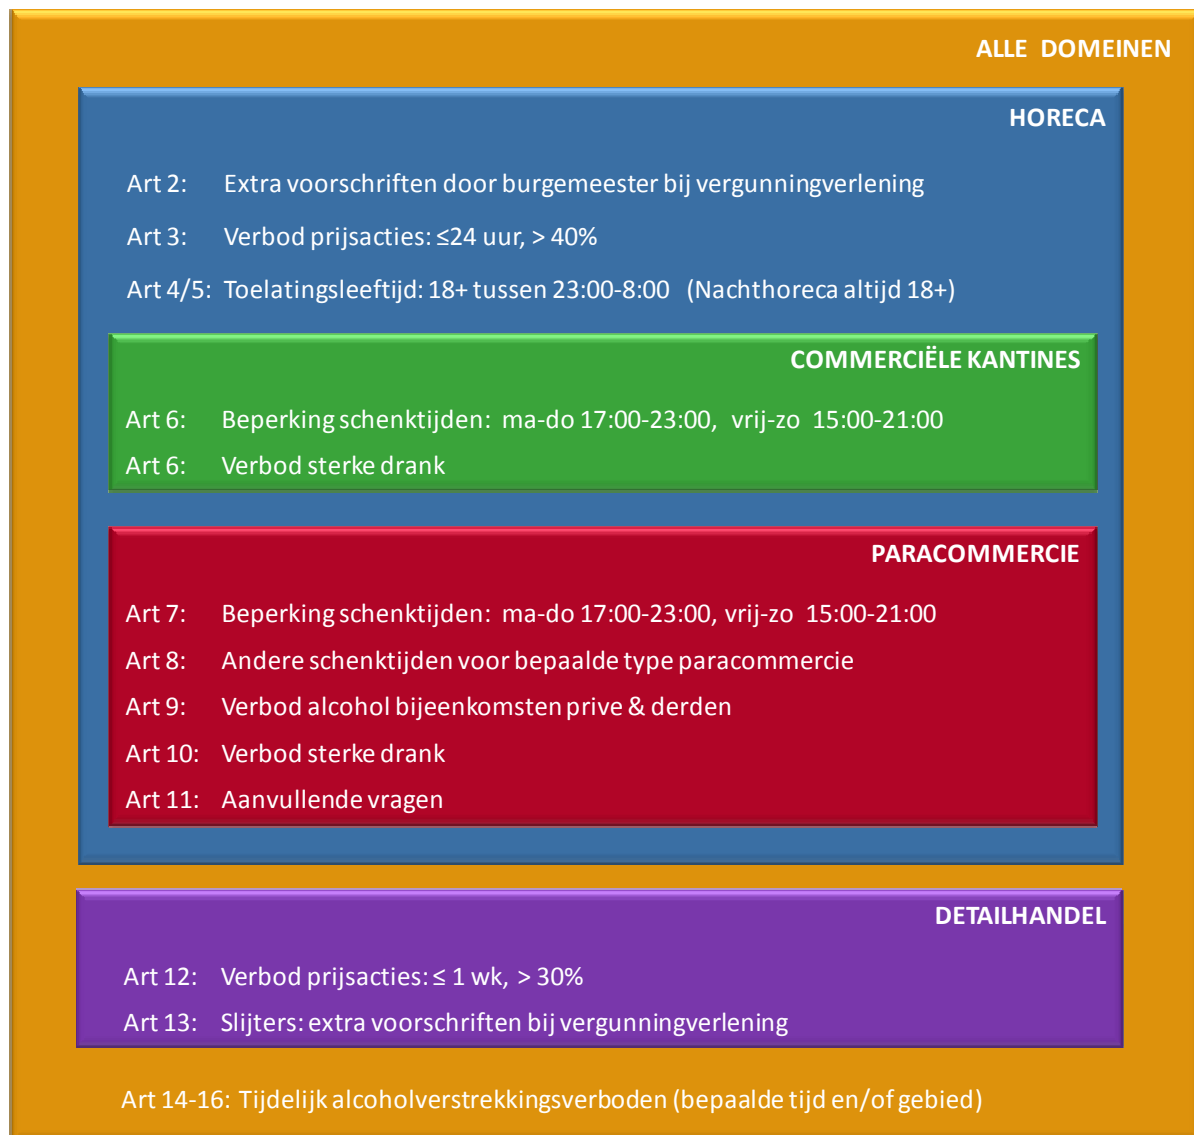 ALLE DOMEINEN
HORECA
Art 2: Extra voorschriften door burgemeester bij vergunningverlening
Art 3: Verbod prijsacties: ≤24 uur, > 40%
Art 4/5: Toelatingsleeftijd: 18+ tussen 23:00-8:00 (Nachthoreca altijd 18+)
COMMERCIËLE KANTINES
Art 6: Beperking schenktijden: ma-do 17:00-23:00, vrij-zo 15:00-21:00
Art 6: Verbod sterke drank
PARACOMMERCIE
Art 7: Beperking schenktijden: ma-do 17:00-23:00, vrij-zo 15:00-21:00
Art 8: Andere schenktijden voor bepaalde type paracommercie
Art 9: Verbod alcohol bijeenkomsten prive & derden
Art 10: Verbod sterke drank
Art 11: Aanvullende vragen
DETAILHANDEL
Art 12: Verbod prijsacties: ≤ 1 wk, > 30%
Art 13: Slijters: extra voorschriften bij vergunningverlening
Art 14-16: Tijdelijk alcoholverstrekkingsverboden (bepaalde tijd en/of gebied)